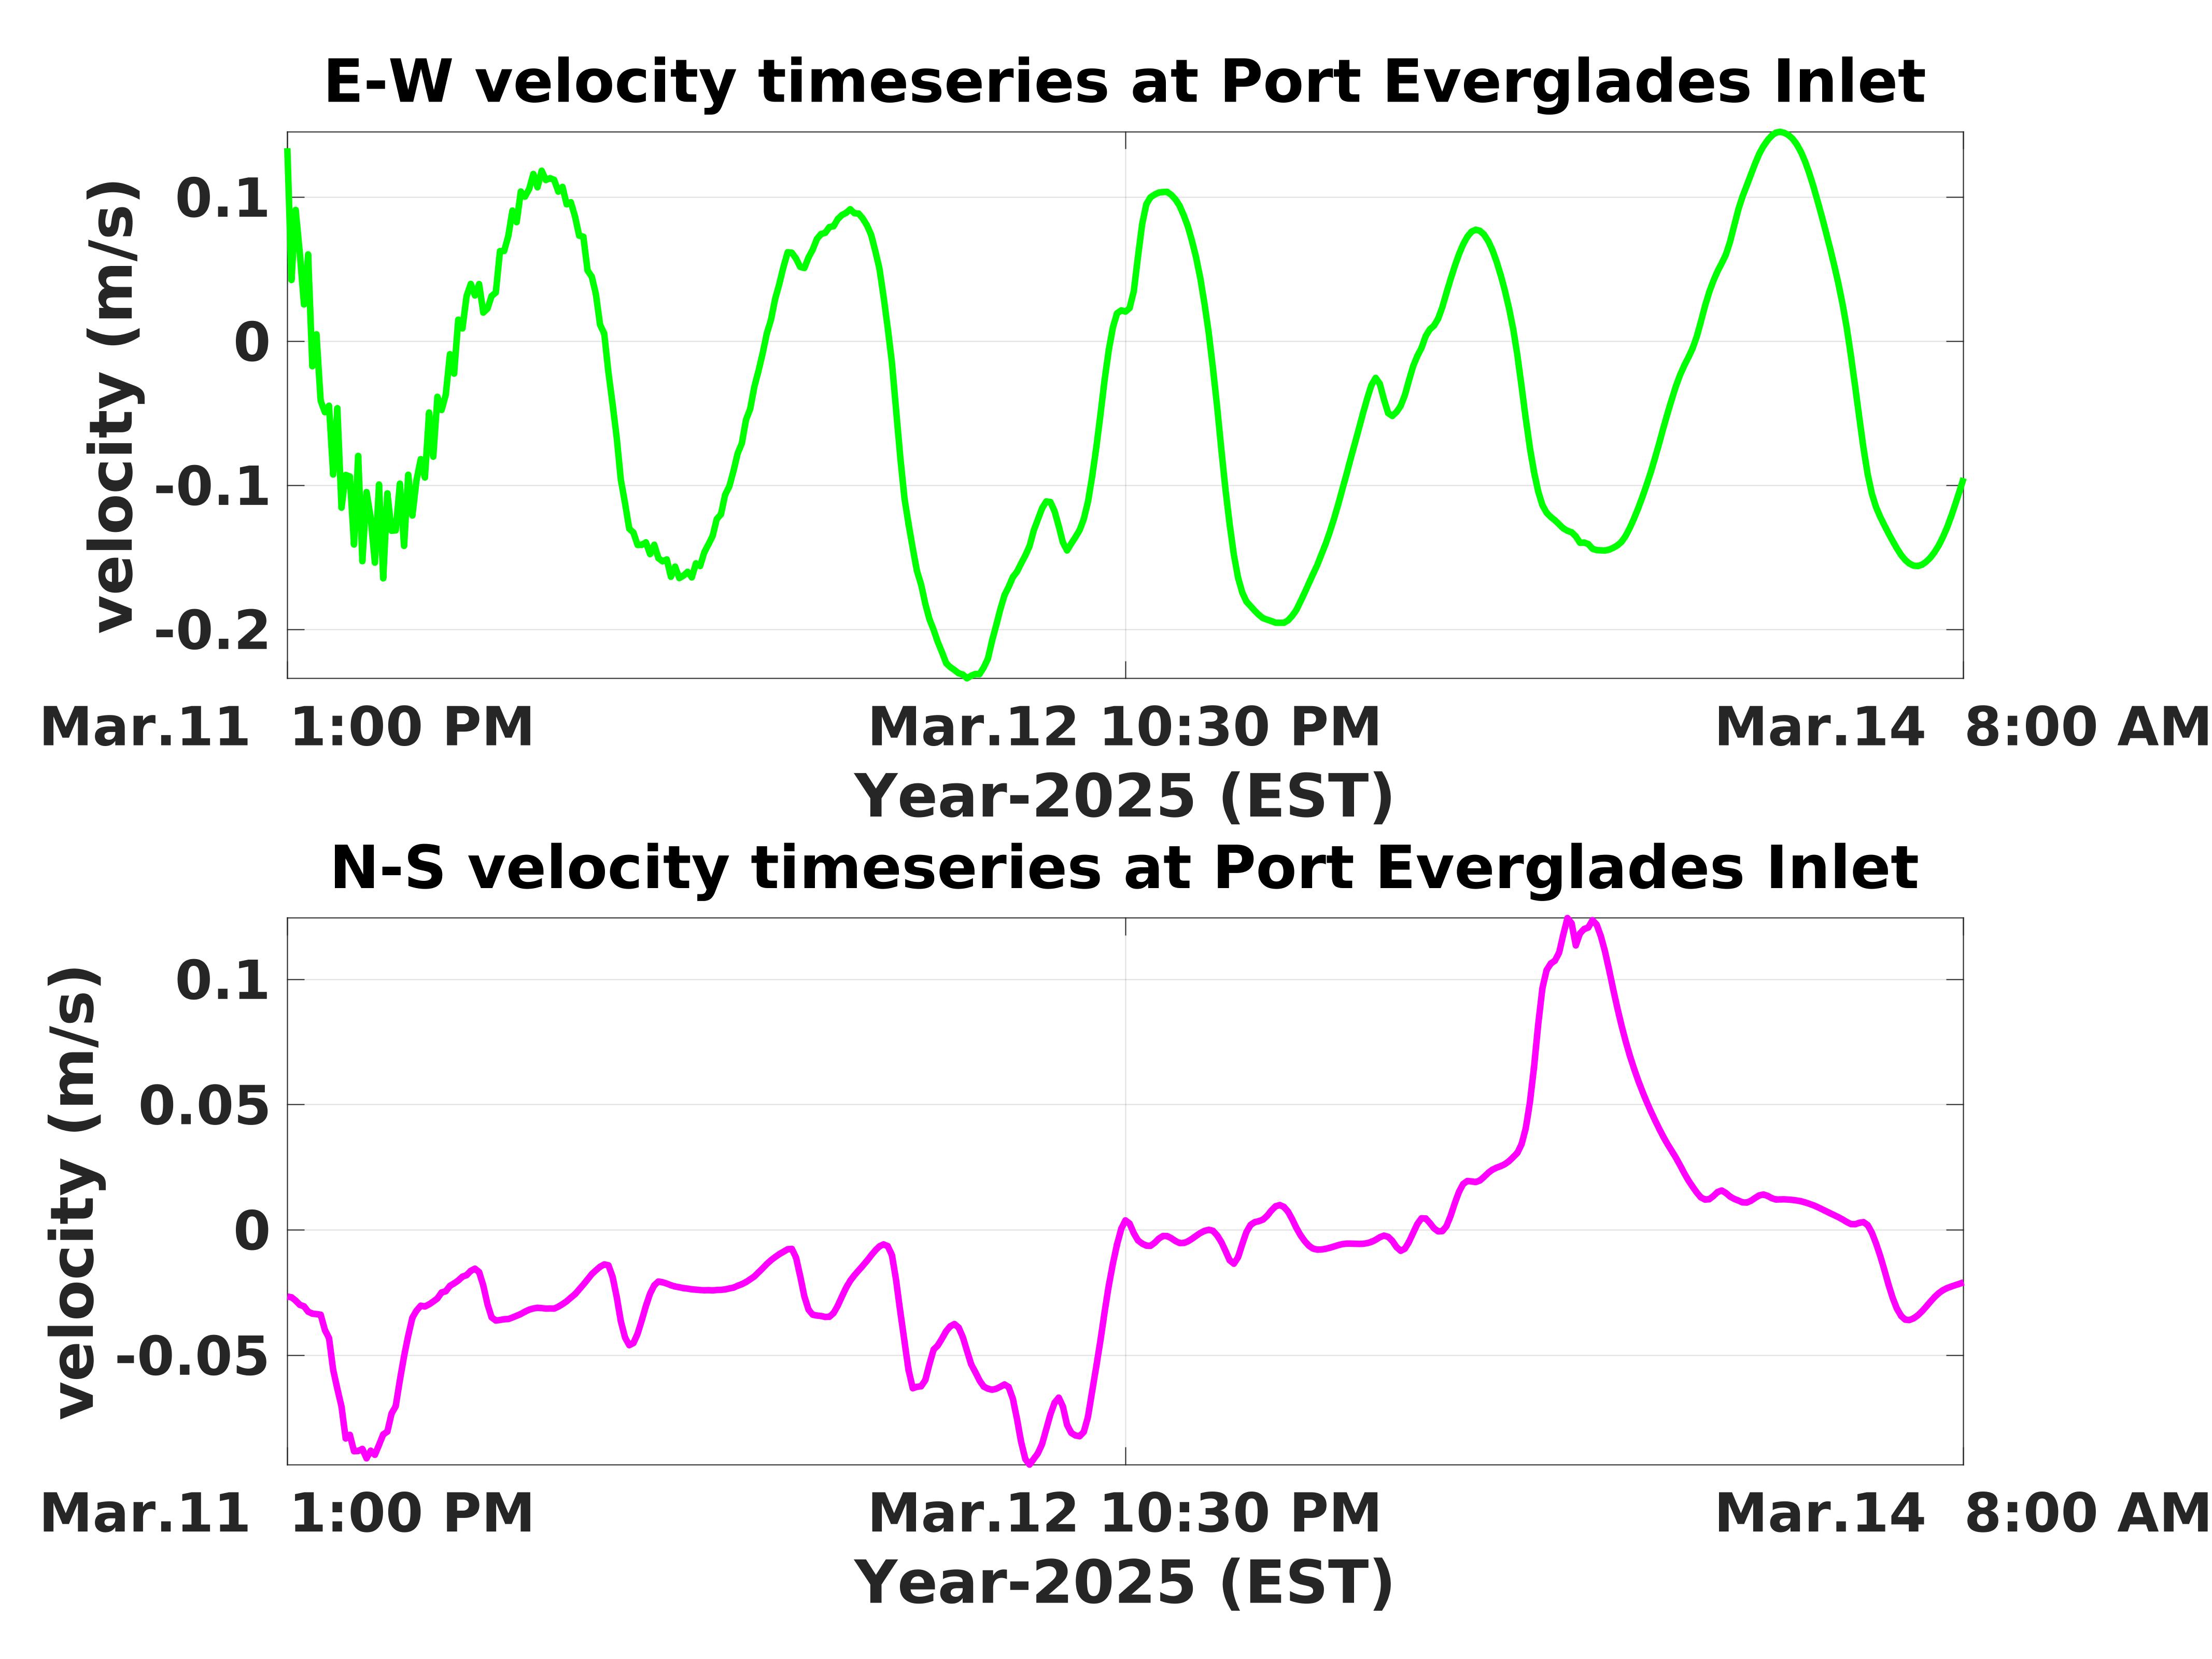 E-W velocity timeseries at Port Everglades Inlet
velocity (m/s)
0.1
0
-0.1
-0.2
Mar.11  1:00 PM
Mar.12 10:30 PM
Mar.14  8:00 AM
Year-2025 (EST)
N-S velocity timeseries at Port Everglades Inlet
velocity (m/s)
0.1
0.05
0
-0.05
Mar.11  1:00 PM
Mar.12 10:30 PM
Mar.14  8:00 AM
Year-2025 (EST)